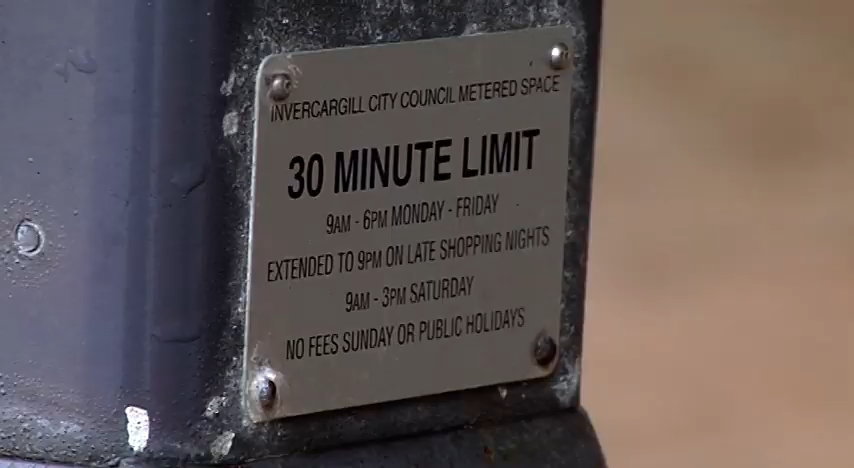 INVERCARGILL CITY COUNCIL METERED SPACE
30 MINUTE LIMIT
9AM - 6PM MONDAY - FRIDAY
EXTENDED TO 9PM ON LATE SHOPPING NIGHTS
9AM - 3PM SATURDAY
NO FEES SUNDAY OR PUBLIC HOLIDAYS